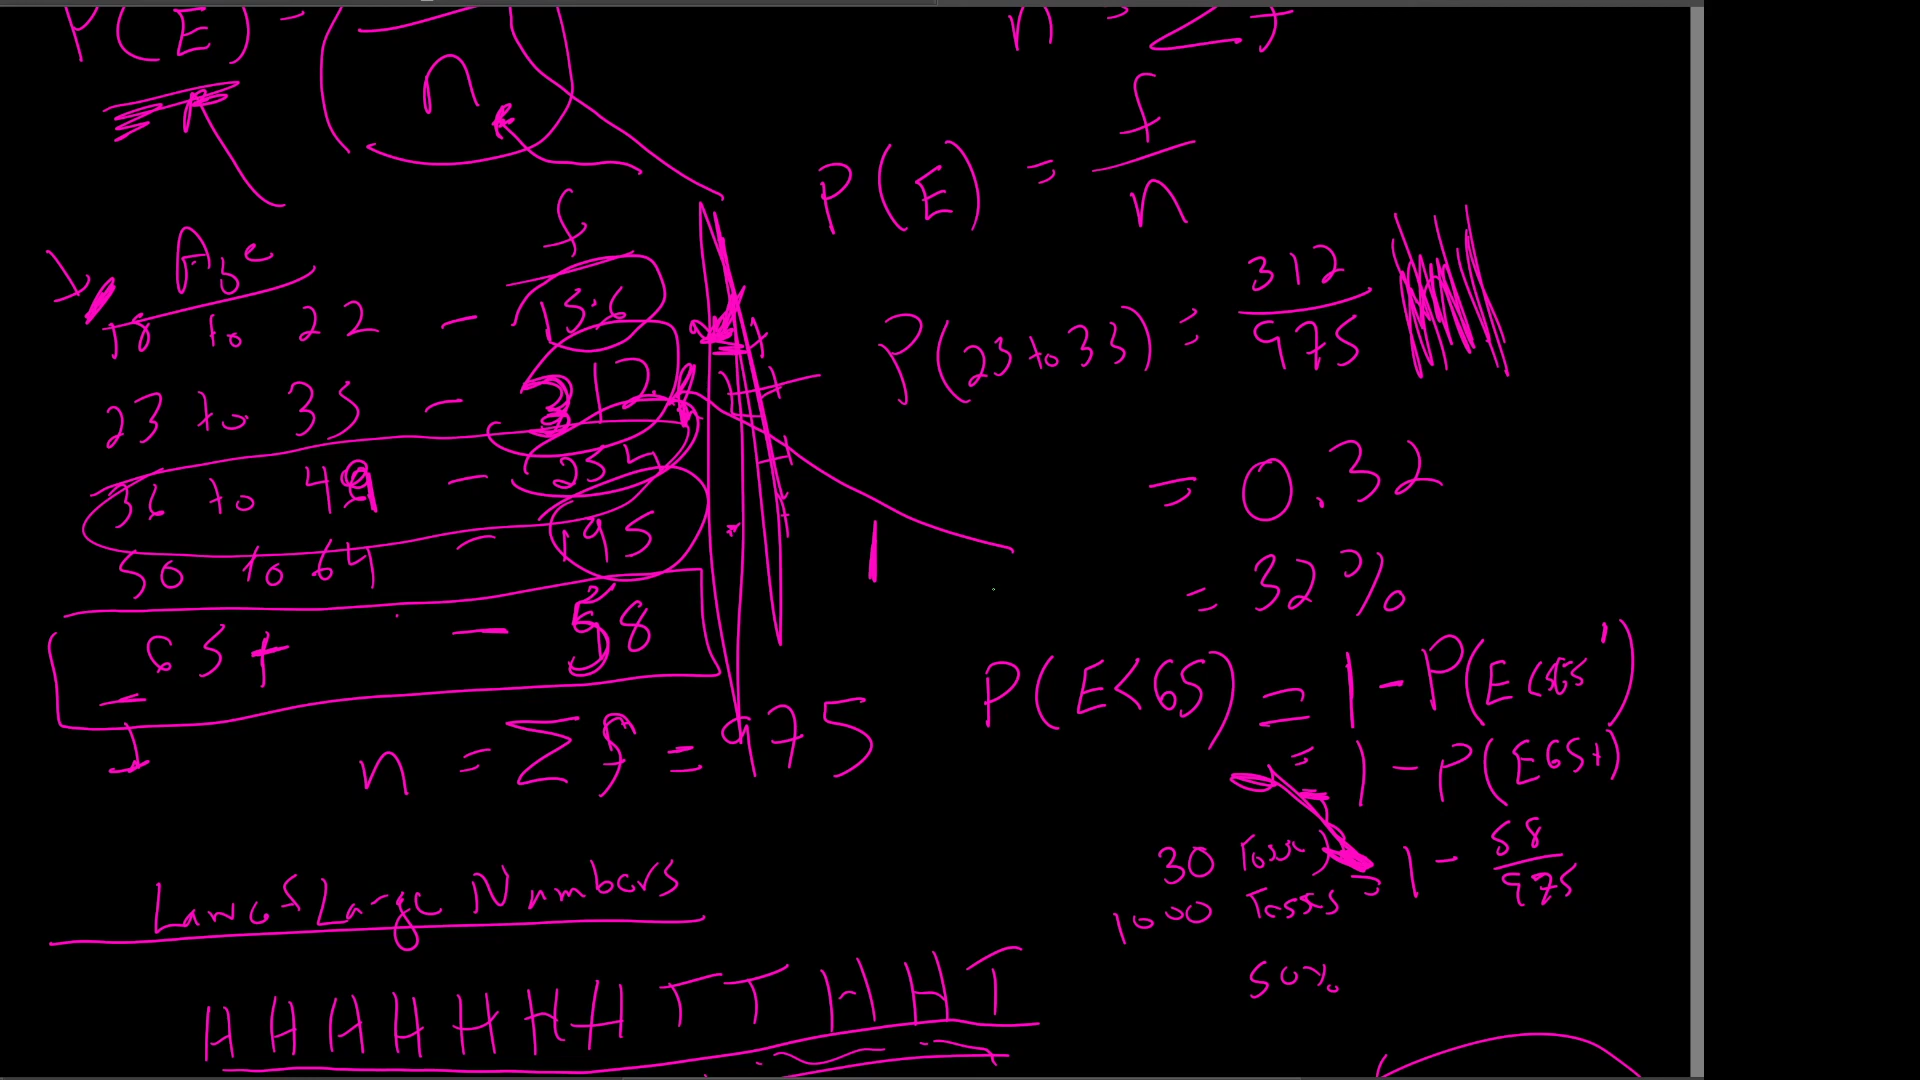 P(E) =
n
n = Σf
P(E) = f/n
Age f
18 to 22 - 156
23 to 35 - 312
36 to 49 - 254
50 to 64 - 195
65+ - 58
n = Σf = 975
P(23 to 33) = 312/975
= 0.32
= 32%
P(E<65) = 1 - P(E<65')
= 1 - P(E65+)
= 1 - 58/975
30 Toss
1000 Tosses
50%
Law of Large Numbers
H H H H H H H T T H H T